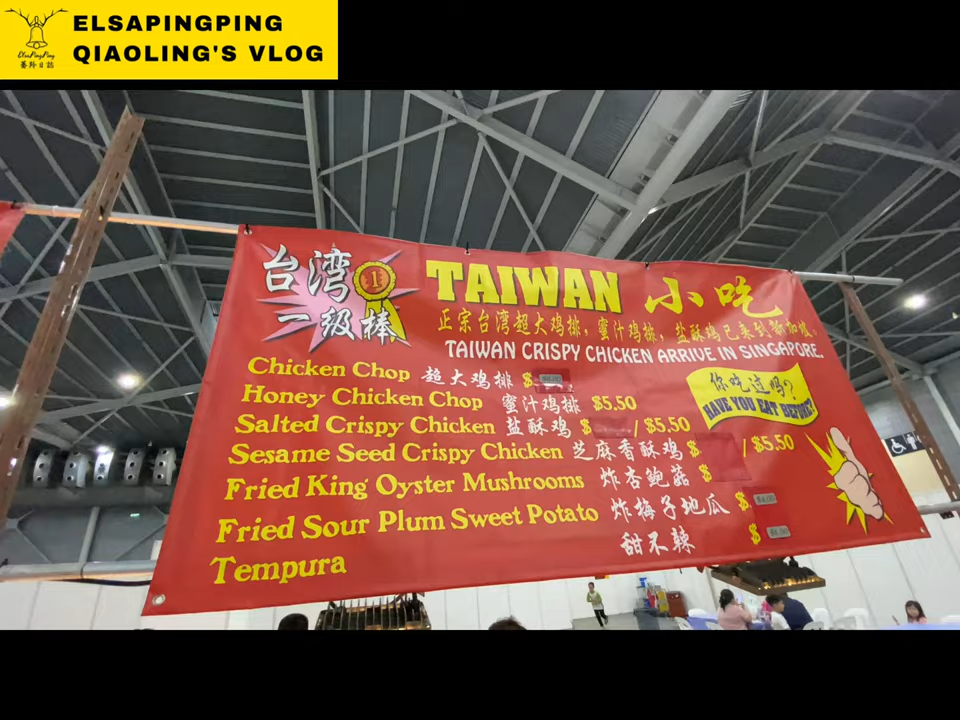 ELSAPINGPING
QIAOLING'S VLOG
台湾
1
一级棒
TAIWAN 小吃
正宗台湾超大鸡排，蜜汁鸡排，盐酥鸡已来到新加坡。
TAIWAN CRISPY CHICKEN ARRIVE IN SINGAPORE.
Chicken Chop 超大鸡排 $
Honey Chicken Chop 蜜汁鸡排 $5.50
Salted Crispy Chicken 盐酥鸡 $ / $5.50
Sesame Seed Crispy Chicken 芝麻香酥鸡 $ / $5.50
Fried King Oyster Mushrooms 炸杏鲍菇 $
Fried Sour Plum Sweet Potato 炸梅子地瓜 $
Tempura 甜不辣 $
你吃过吗?
HAVE YOU EAT BEFORE?